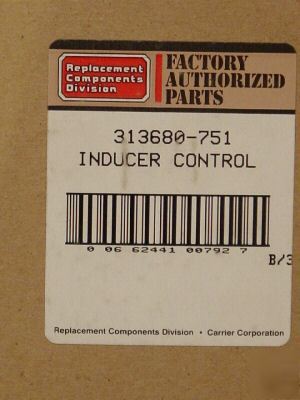 Replacement
Components
Division
FACTORY
AUTHORIZED
PARTS
313680-751
INDUCER CONTROL
0 06 62441 00792 7
B/3
Replacement Components Division • Carrier Corporation